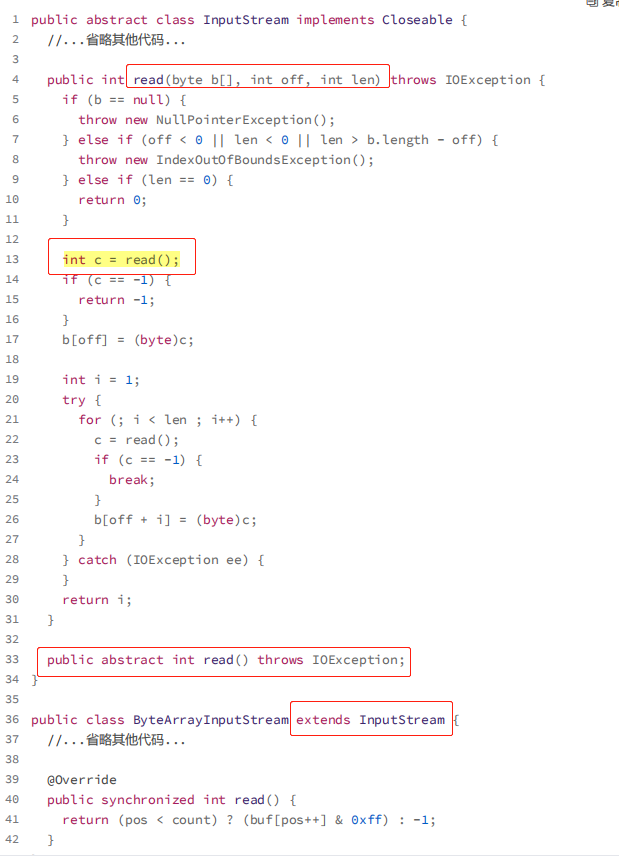 1 public abstract class InputStream implements Closeable {
2 //...省略其他代码...
3
4 public int read(byte b[], int off, int len) throws IOException {
5 if (b == null) {
6 throw new NullPointerException();
7 } else if (off < 0 || len < 0 || len > b.length - off) {
8 throw new IndexOutOfBoundsException();
9 } else if (len == 0) {
10 return 0;
11 }
12
13 int c = read();
14 if (c == -1) {
15 return -1;
16 }
17 b[off] = (byte)c;
18
19 int i = 1;
20 try {
21 for (; i < len ; i++) {
22 c = read();
23 if (c == -1) {
24 break;
25 }
26 b[off + i] = (byte)c;
27 }
28 } catch (IOException ee) {
29 }
30 return i;
31 }
32
33 public abstract int read() throws IOException;
34 }
35
36 public class ByteArrayInputStream extends InputStream {
37 //...省略其他代码...
38
39 @Override
40 public synchronized int read() {
41 return (pos < count) ? (buf[pos++] & 0xff) : -1;
42 }